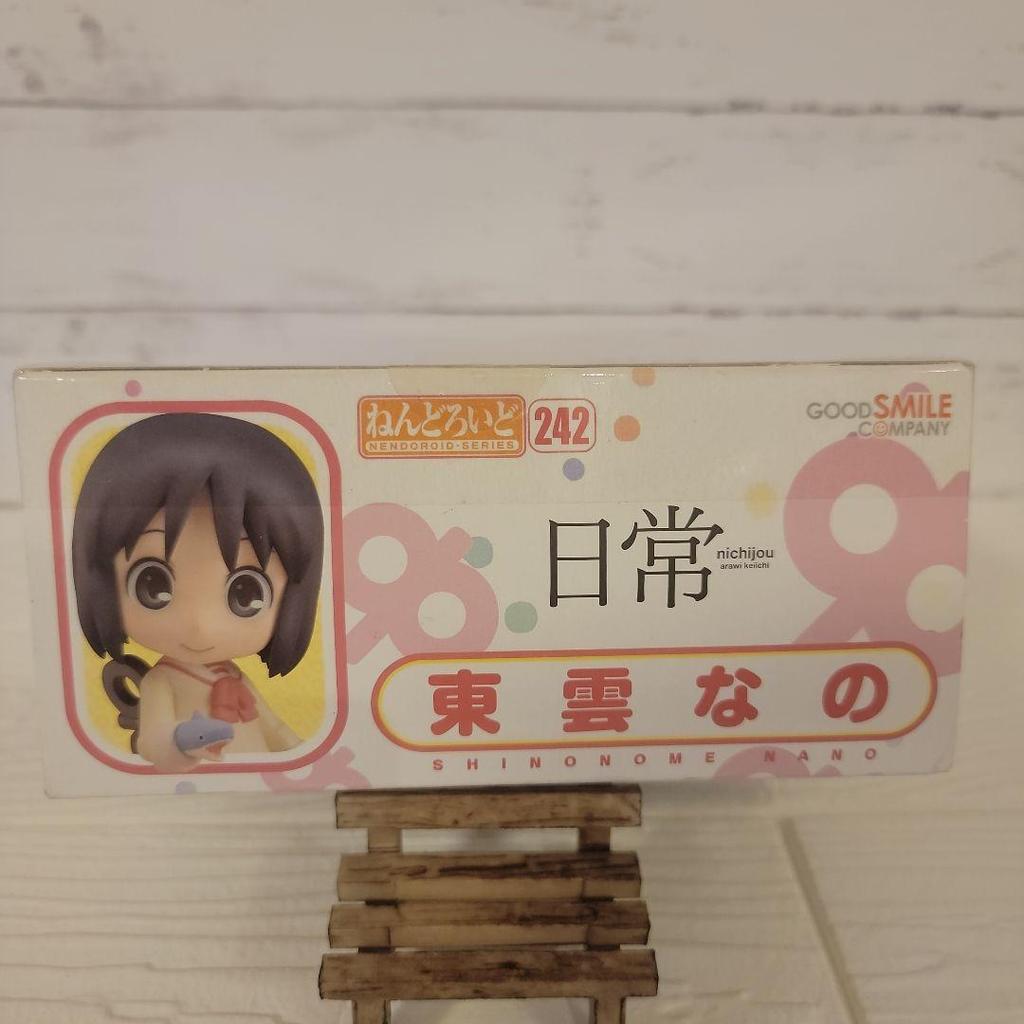 ねんどろいど
NENDOROID-SERIES
242
GOOD SMILE
COMPANY
日常
nichijou
arawi keiichi
東雲なの
SHINONOME NANO